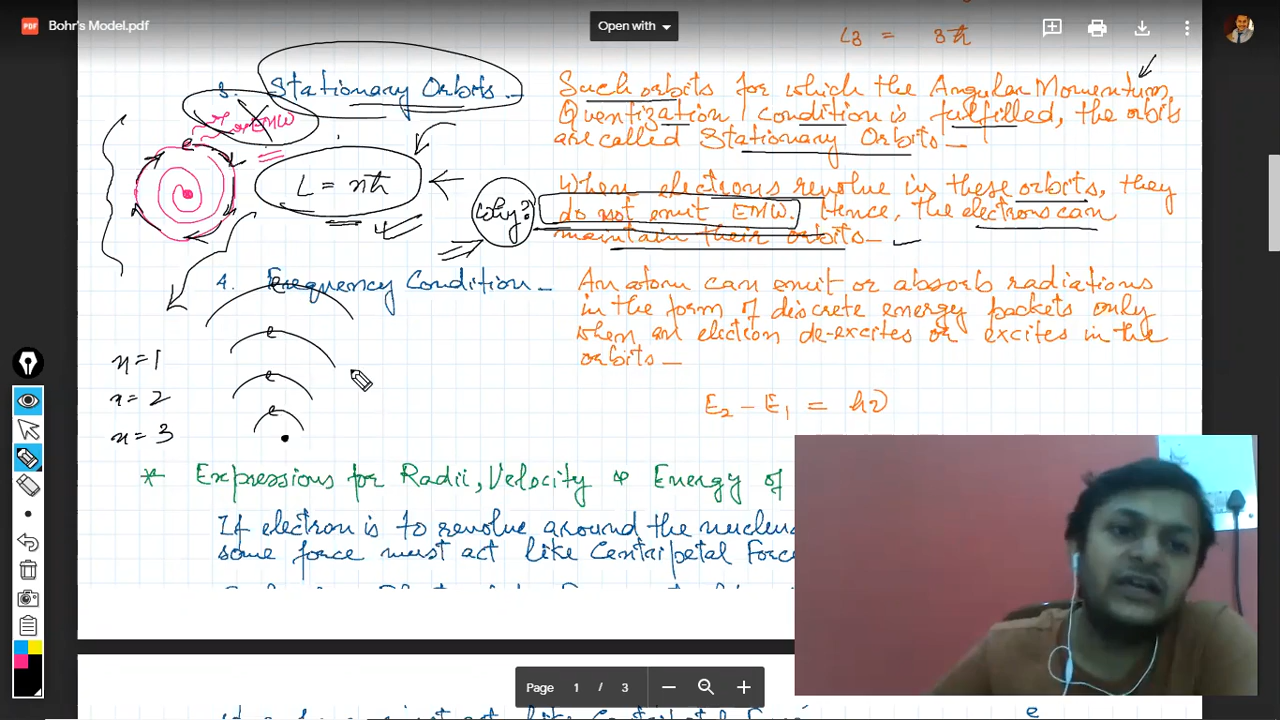 Bohr's Model.pdf
Open with
L3 = 3ħ
3. Stationary Orbits.
Such orbits for which the Angular Momentum
Quantization condition is fulfilled, the orbits
are called Stationary Orbits.
EMW
L = nħ
Why?
When electrons revolve in these orbits, they
do not emit EMW. Hence, the electrons can
maintain their orbits.
4. Frequency Condition.
An atom can emit or absorb radiations
in the form of discrete energy packets only
when an electron de-excites or excites in the
orbits.
e
e
e
e
n=1
n=2
n=3
E2 - E1 = hν
* Expressions for Radii, Velocity & Energy of
If electron is to revolve around the nucleus
some force must act like Centripetal Force
Page 1 / 3
e